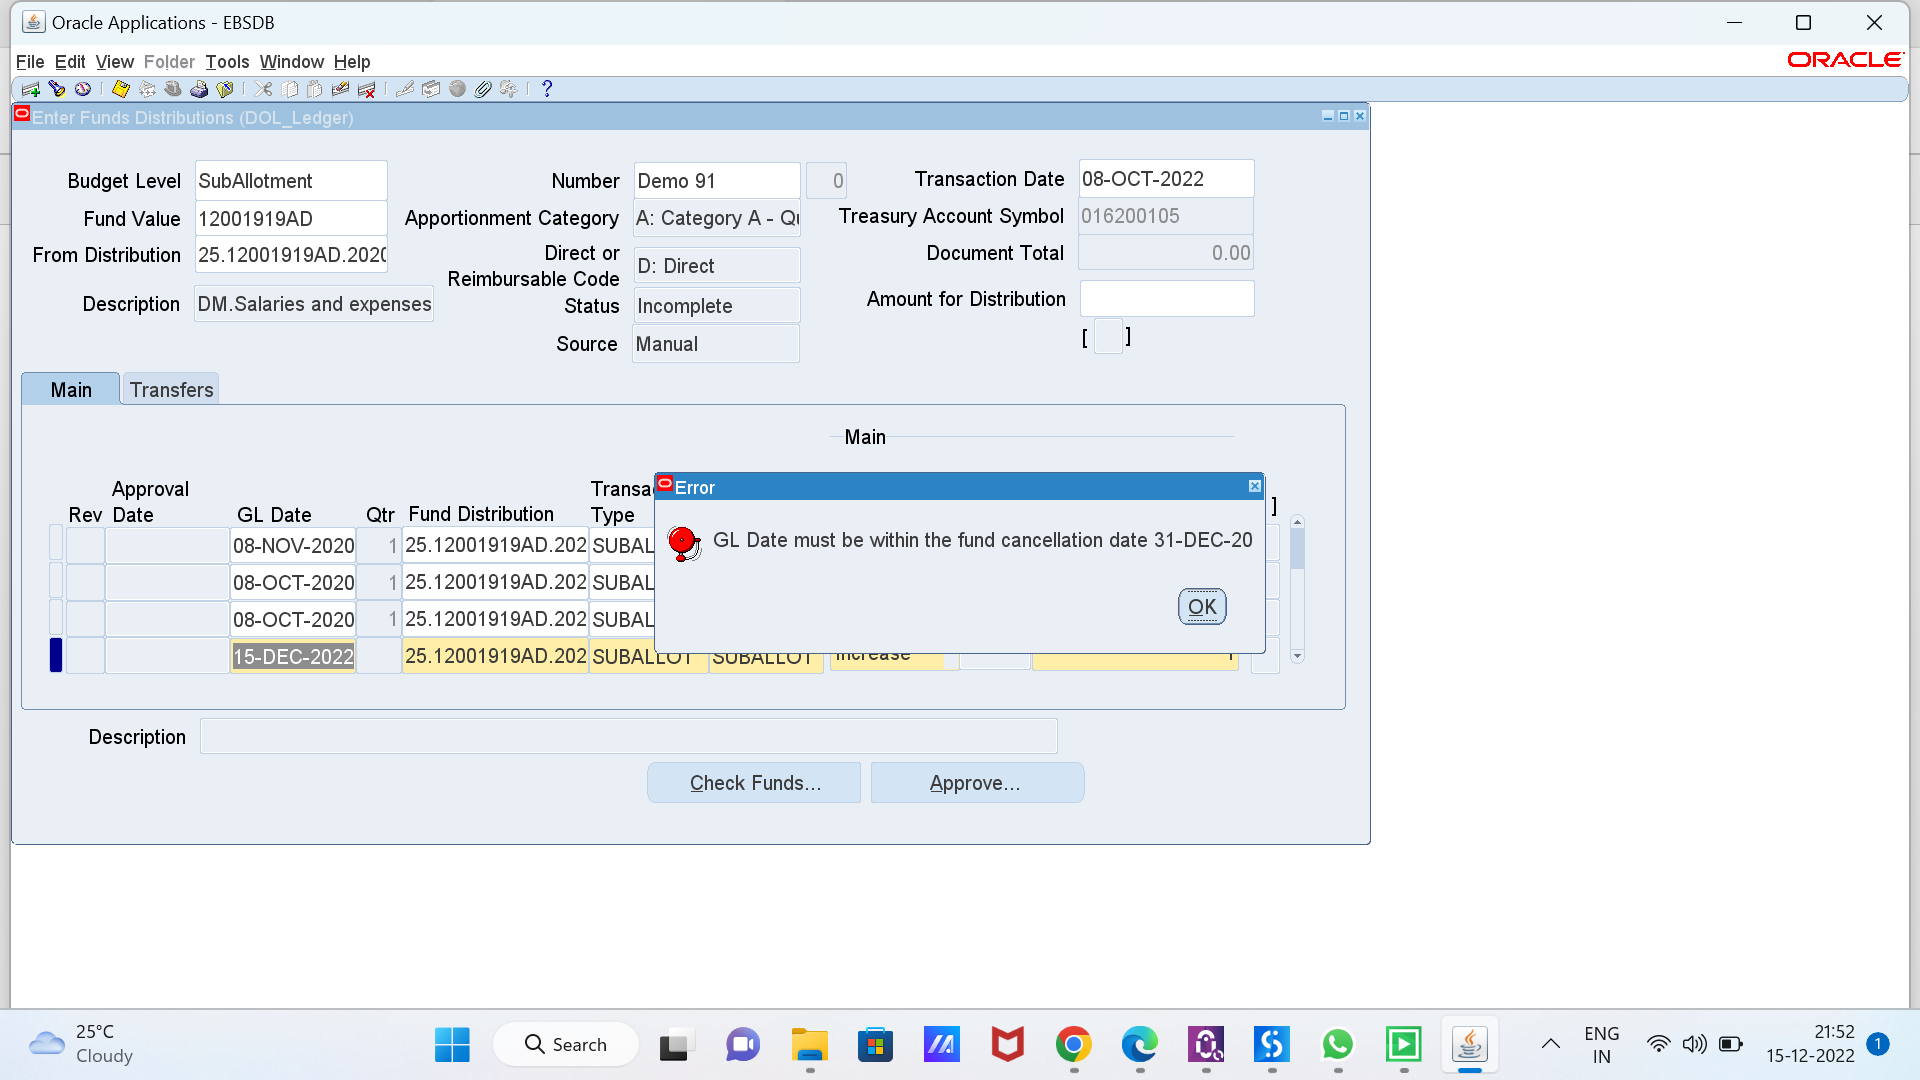 Oracle Applications - EBSDB
File Edit View Folder Tools Window Help
ORACLE
Enter Funds Distributions (DOL_Ledger)
Budget Level SubAllotment Number Demo 91 0 Transaction Date 08-OCT-2022
Fund Value 12001919AD Apportionment Category A: Category A - Qu Treasury Account Symbol 016200105
From Distribution 25.12001919AD.2020 Direct or Reimbursable Code D: Direct Document Total 0.00
Description DM.Salaries and expenses Status Incomplete Amount for Distribution
Source Manual [ ]
Main Transfers
Main
Rev Approval Date GL Date Qtr Fund Distribution Transac Type ]
08-NOV-2020 1 25.12001919AD.202 SUBAL
08-OCT-2020 1 25.12001919AD.202 SUBAL
08-OCT-2020 1 25.12001919AD.202 SUBAL
15-DEC-2022 25.12001919AD.202 SUBALLOT SUBALLOT Increase 1
Error
GL Date must be within the fund cancellation date 31-DEC-20
OK
Description
Check Funds... Approve...
25°C
Cloudy
Search
ENG
IN
21:52
15-12-2022
1